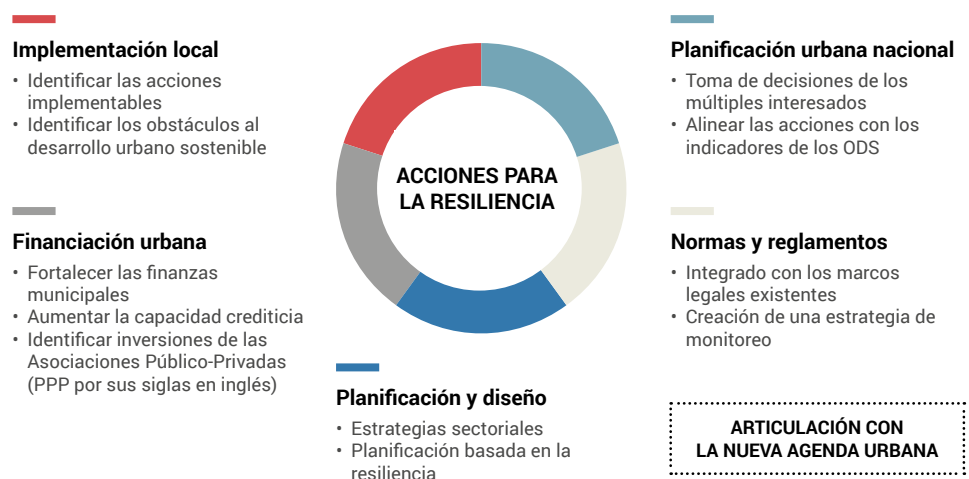 Implementación local
• Identificar las acciones
implementables
• Identificar los obstáculos al
desarrollo urbano sostenible
Financiación urbana
• Fortalecer las finanzas
municipales
• Aumentar la capacidad crediticia
• Identificar inversiones de las
Asociaciones Público-Privadas
(PPP por sus siglas en inglés)
ACCIONES PARA
LA RESILIENCIA
Planificación y diseño
• Estrategias sectoriales
• Planificación basada en la
resiliencia
Planificación urbana nacional
• Toma de decisiones de los
múltiples interesados
• Alinear las acciones con los
indicadores de los ODS
Normas y reglamentos
• Integrado con los marcos
legales existentes
• Creación de una estrategia de
monitoreo
ARTICULACIÓN CON
LA NUEVA AGENDA URBANA